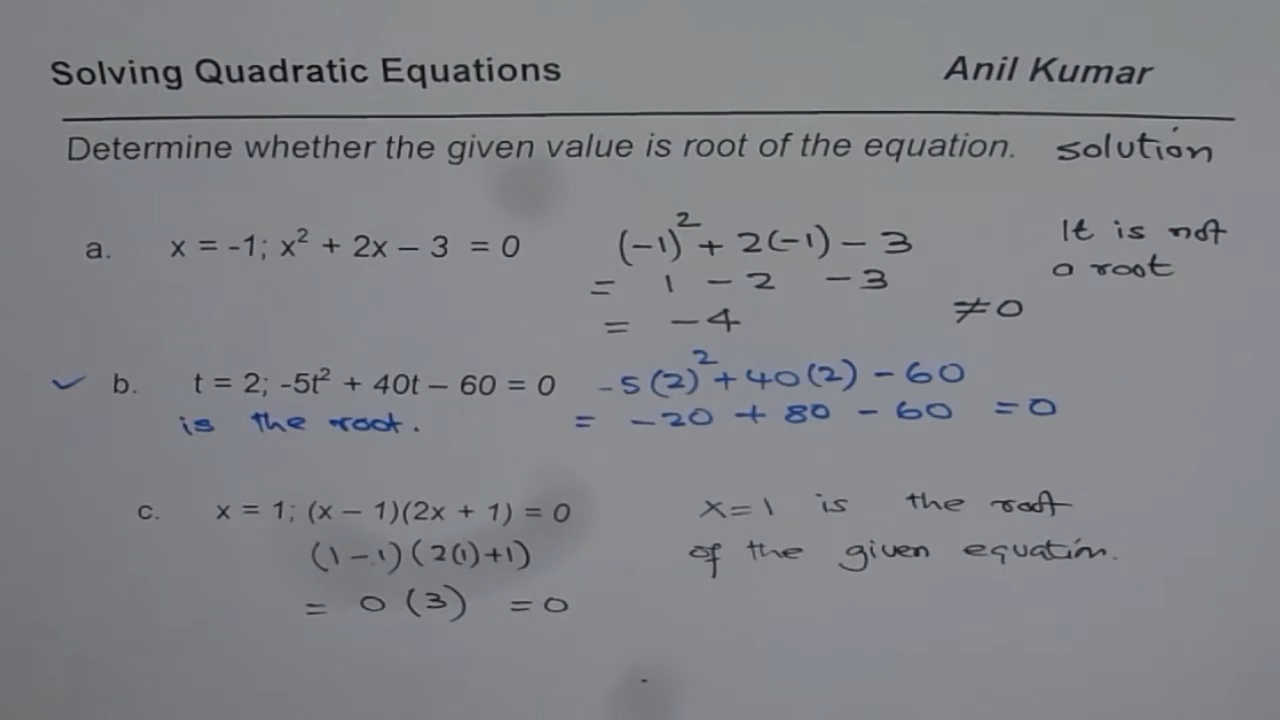 Solving Quadratic Equations Anil Kumar
Determine whether the given value is root of the equation. solution
a. x = -1; x² + 2x – 3 = 0 (-1)² + 2(-1) - 3 It is not
= 1 - 2 - 3 a root
= -4 ≠ 0
✓ b. t = 2; -5t² + 40t – 60 = 0 -5(2)² + 40(2) - 60
is the root. = -20 + 80 - 60 = 0
c. x = 1; (x – 1)(2x + 1) = 0 x = 1 is the root
(1-1)(2(1)+1) of the given equation.
= 0(3) = 0